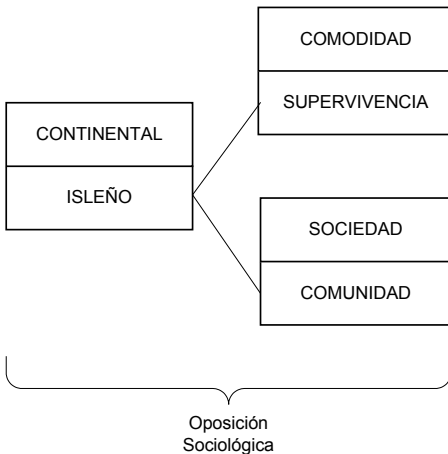 COMODIDAD
SUPERVIVENCIA
CONTINENTAL
ISLEÑO
SOCIEDAD
COMUNIDAD
Oposición
Sociológica